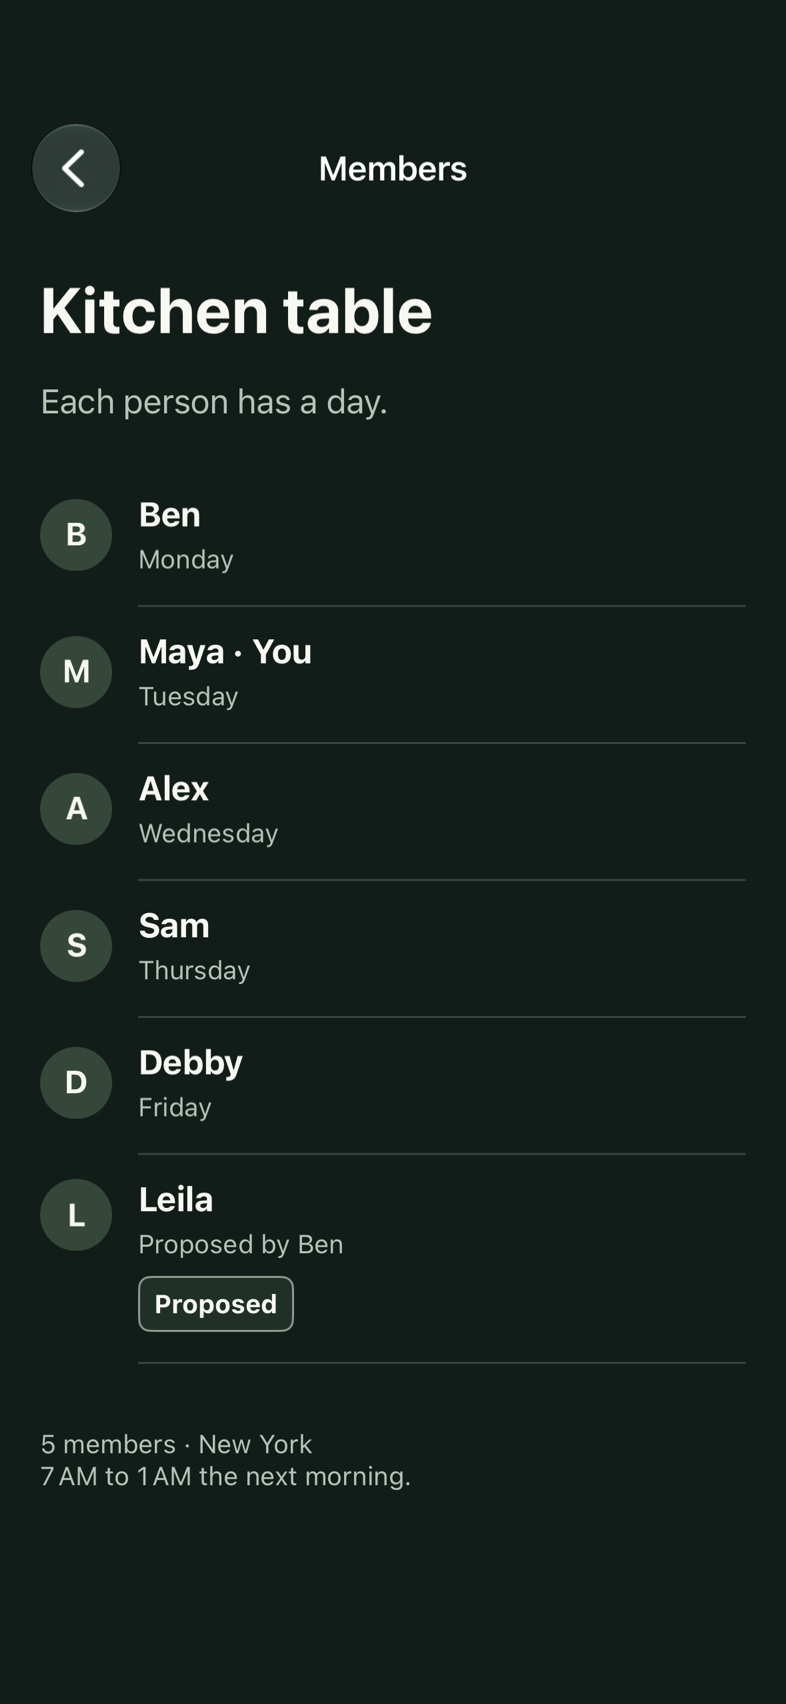 Members
Kitchen table
Each person has a day.
B
Ben
Monday
M
Maya · You
Tuesday
A
Alex
Wednesday
S
Sam
Thursday
D
Debby
Friday
L
Leila
Proposed by Ben
Proposed
5 members · New York
7 AM to 1 AM the next morning.